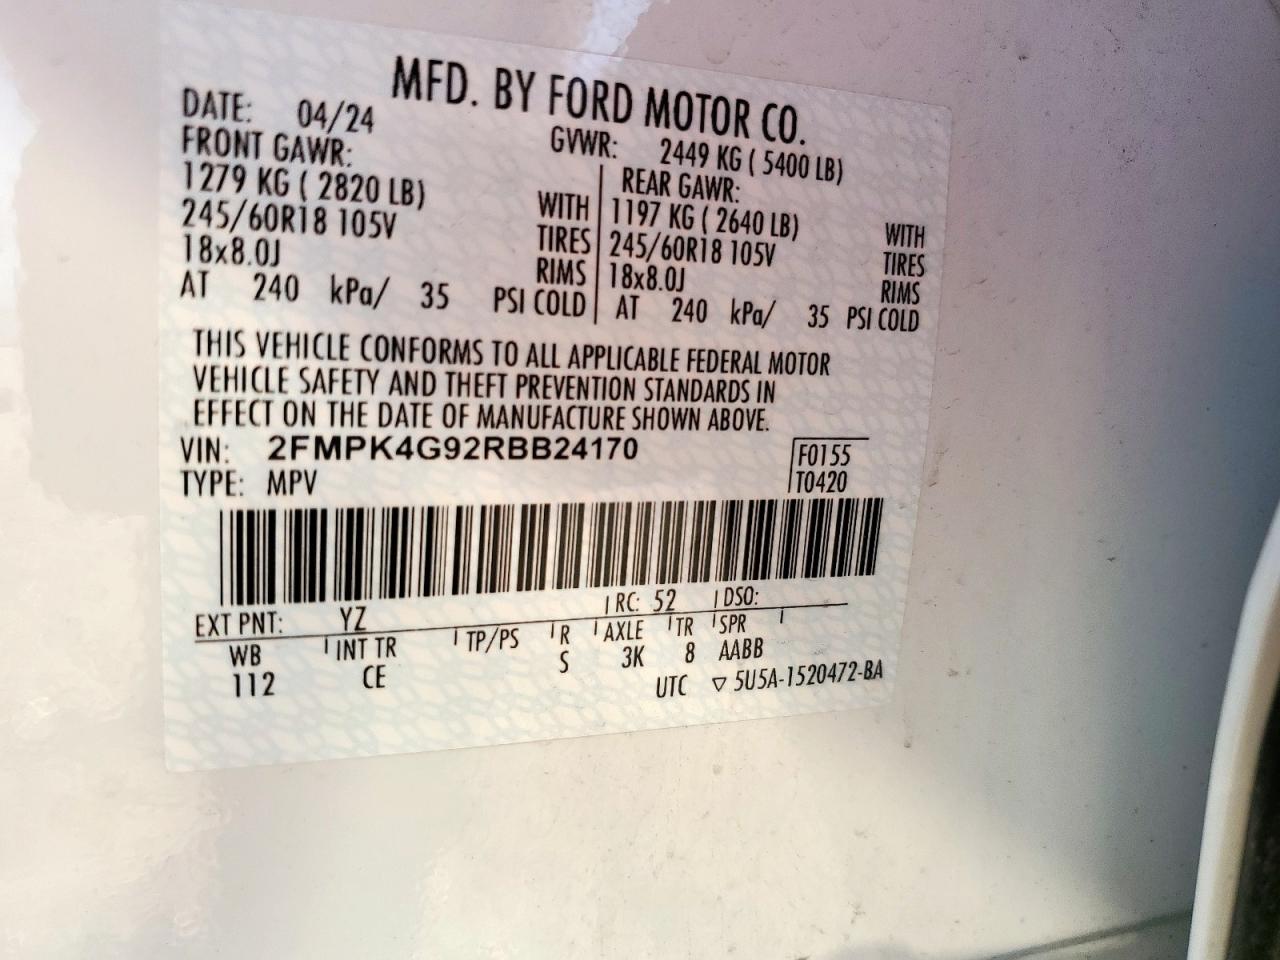 MFD. BY FORD MOTOR CO.
DATE: 04/24 GVWR: 2449 KG ( 5400 LB)
FRONT GAWR: REAR GAWR:
1279 KG ( 2820 LB) WITH 1197 KG ( 2640 LB) WITH
245/60R18 105V TIRES 245/60R18 105V TIRES
18x8.0J RIMS 18x8.0J RIMS
AT 240 kPa/ 35 PSI COLD AT 240 kPa/ 35 PSI COLD
THIS VEHICLE CONFORMS TO ALL APPLICABLE FEDERAL MOTOR
VEHICLE SAFETY AND THEFT PREVENTION STANDARDS IN
EFFECT ON THE DATE OF MANUFACTURE SHOWN ABOVE.
VIN: 2FMPK4G92RBB24170 F0155
TYPE: MPV T0420
EXT PNT: YZ RC: 52 DSO:
WB INT TR TP/PS R AXLE TR SPR
112 CE S 3K 8 AABB
UTC ▽ 5U5A-1520472-BA